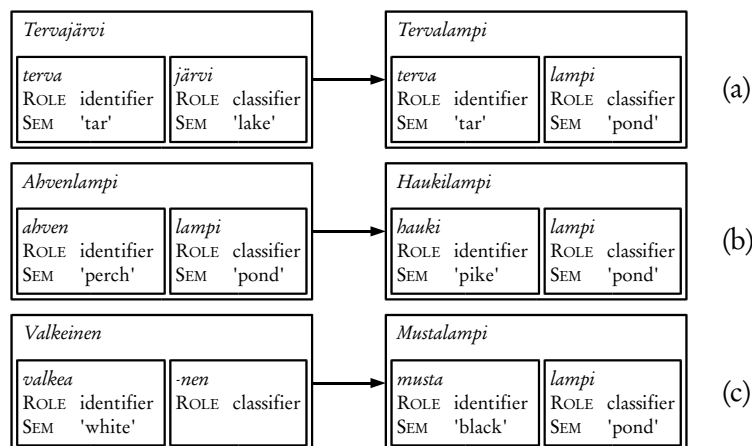 Tervajärvi
terva
ROLE identifier
SEM 'tar'
järvi
ROLE classifier
SEM 'lake'
Tervalampi
terva
ROLE identifier
SEM 'tar'
lampi
ROLE classifier
SEM 'pond'
(a)
Ahvenlampi
ahven
ROLE identifier
SEM 'perch'
lampi
ROLE classifier
SEM 'pond'
Haukilampi
hauki
ROLE identifier
SEM 'pike'
lampi
ROLE classifier
SEM 'pond'
(b)
Valkeinen
valkea
ROLE identifier
SEM 'white'
-nen
ROLE classifier
Mustalampi
musta
ROLE identifier
SEM 'black'
lampi
ROLE classifier
SEM 'pond'
(c)